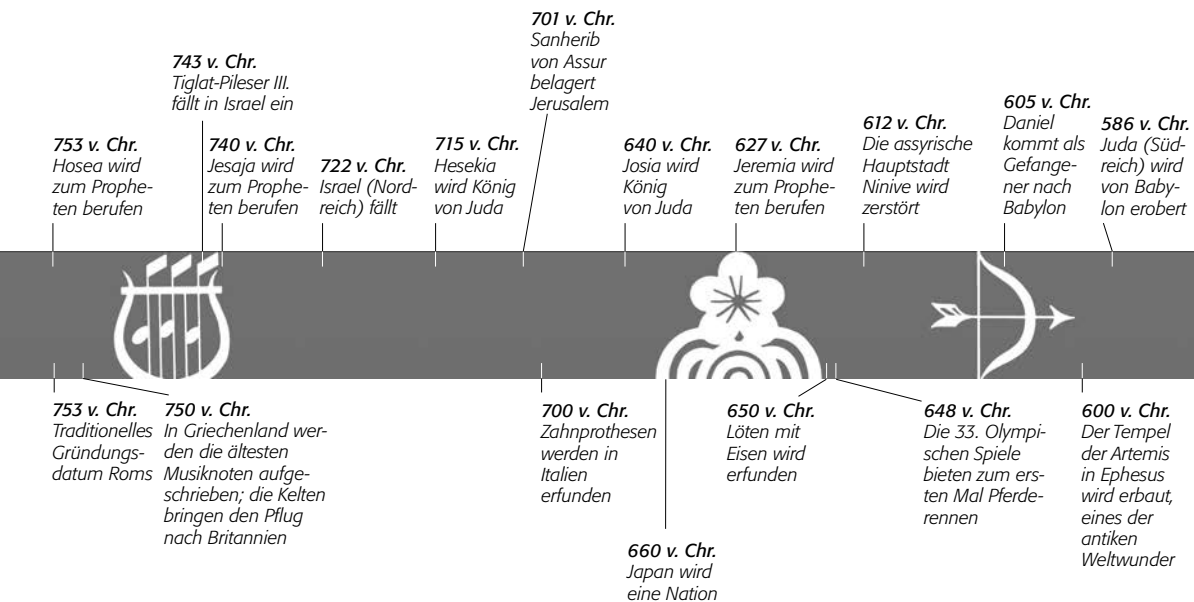 753 v. Chr.
Hosea wird
zum Prophe-
ten berufen
743 v. Chr.
Tiglat-Pileser III.
fällt in Israel ein
740 v. Chr.
Jesaja wird
zum Prophe-
ten berufen
722 v. Chr.
Israel (Nord-
reich) fällt
715 v. Chr.
Hesekia
wird König
von Juda
701 v. Chr.
Sanherib
von Assur
belagert
Jerusalem
640 v. Chr.
Josia wird
König
von Juda
627 v. Chr.
Jeremia wird
zum Prophe-
ten berufen
612 v. Chr.
Die assyrische
Hauptstadt
Ninive wird
zerstört
605 v. Chr.
Daniel
kommt als
Gefange-
ner nach
Babylon
586 v. Chr.
Juda (Süd-
reich) wird
von Baby-
lon erobert
753 v. Chr.
Traditionelles
Gründungs-
datum Roms
750 v. Chr.
In Griechenland wer-
den die ältesten
Musiknoten aufge-
schrieben; die Kelten
bringen den Pflug
nach Britannien
700 v. Chr.
Zahnprothesen
werden in
Italien
erfunden
660 v. Chr.
Japan wird
eine Nation
650 v. Chr.
Löten mit
Eisen wird
erfunden
648 v. Chr.
Die 33. Olympi-
schen Spiele
bieten zum ers-
ten Mal Pferde-
rennen
600 v. Chr.
Der Tempel
der Artemis
in Ephesus
wird erbaut,
eines der
antiken
Weltwunder